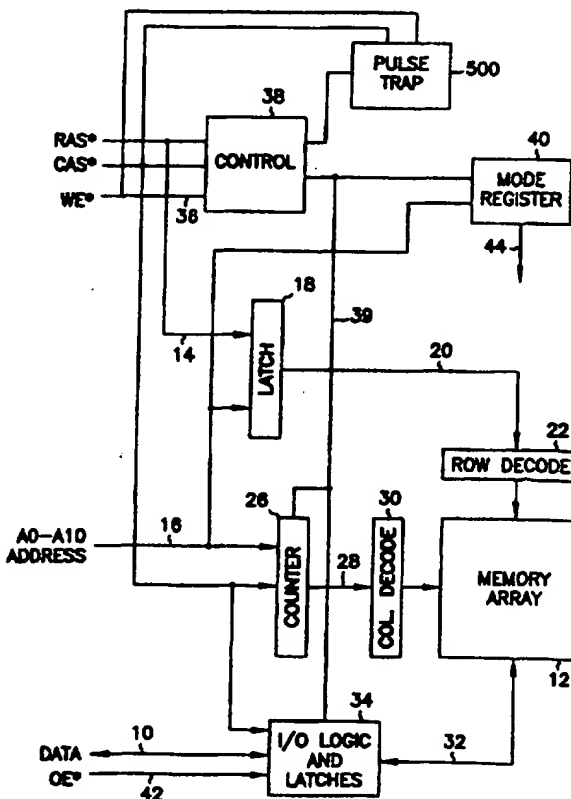 PULSE
TRAP
500
38
RAS*
CAS*
WE*
CONTROL
36
40
MODE
REGISTER
44
18
LATCH
14
39
20
22
ROW DECODE
A0-A10
ADDRESS
16
26
COUNTER
28
30
COL. DECODE
MEMORY
ARRAY
12
34
I/O LOGIC
AND
LATCHES
32
DATA
10
OE*
42